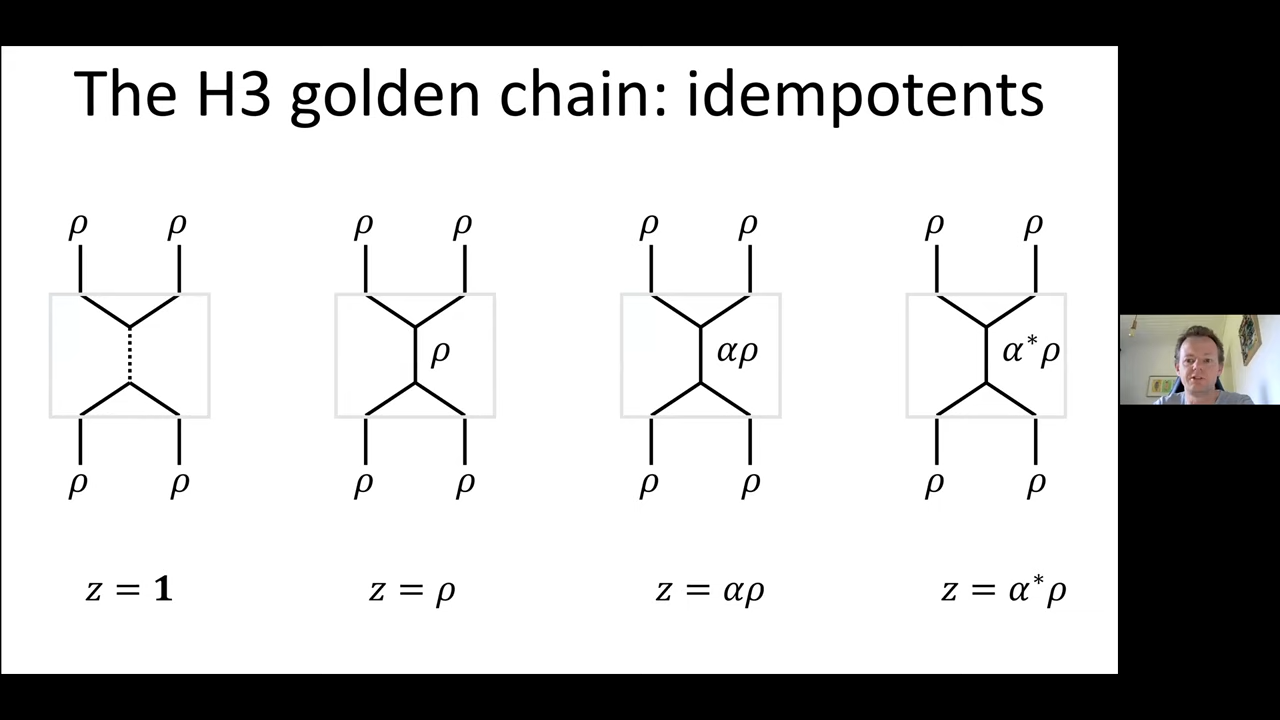 The H3 golden chain: idempotents
ρ ρ ρ ρ ρ ρ ρ ρ
ρ αρ α*ρ
ρ ρ ρ ρ ρ ρ ρ ρ
z = 1 z = ρ z = αρ z = α*ρ